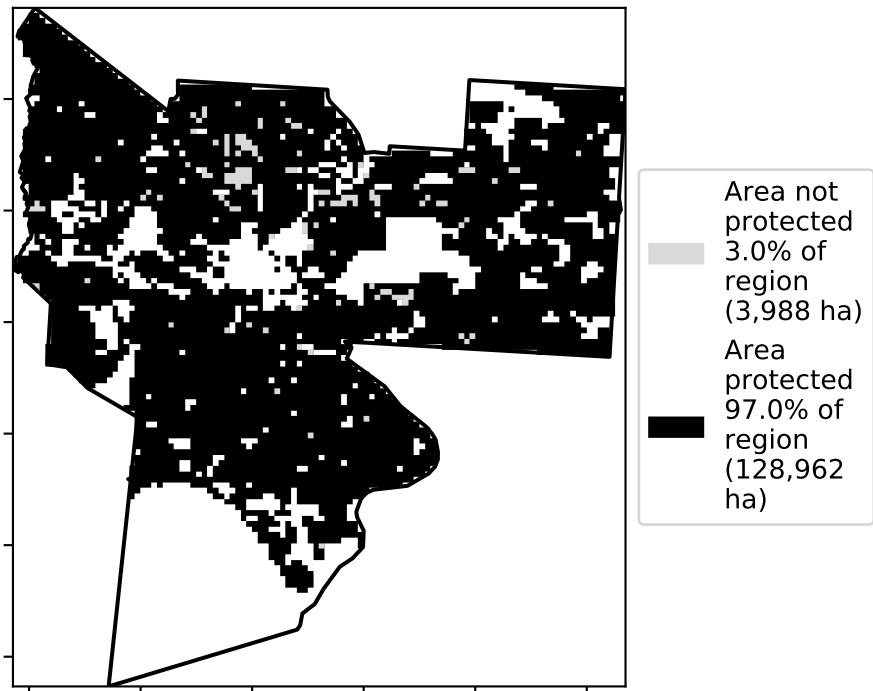 Area not
protected
3.0% of
region
(3,988 ha)
Area
protected
97.0% of
region
(128,962
ha)